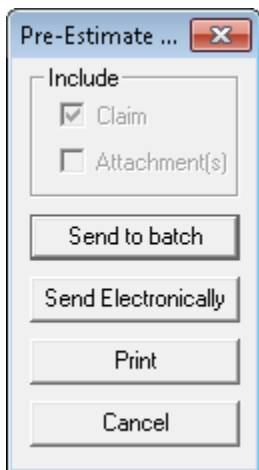 Pre-Estimate ...
Include
Claim
Attachment(s)
Send to batch
Send Electronically
Print
Cancel